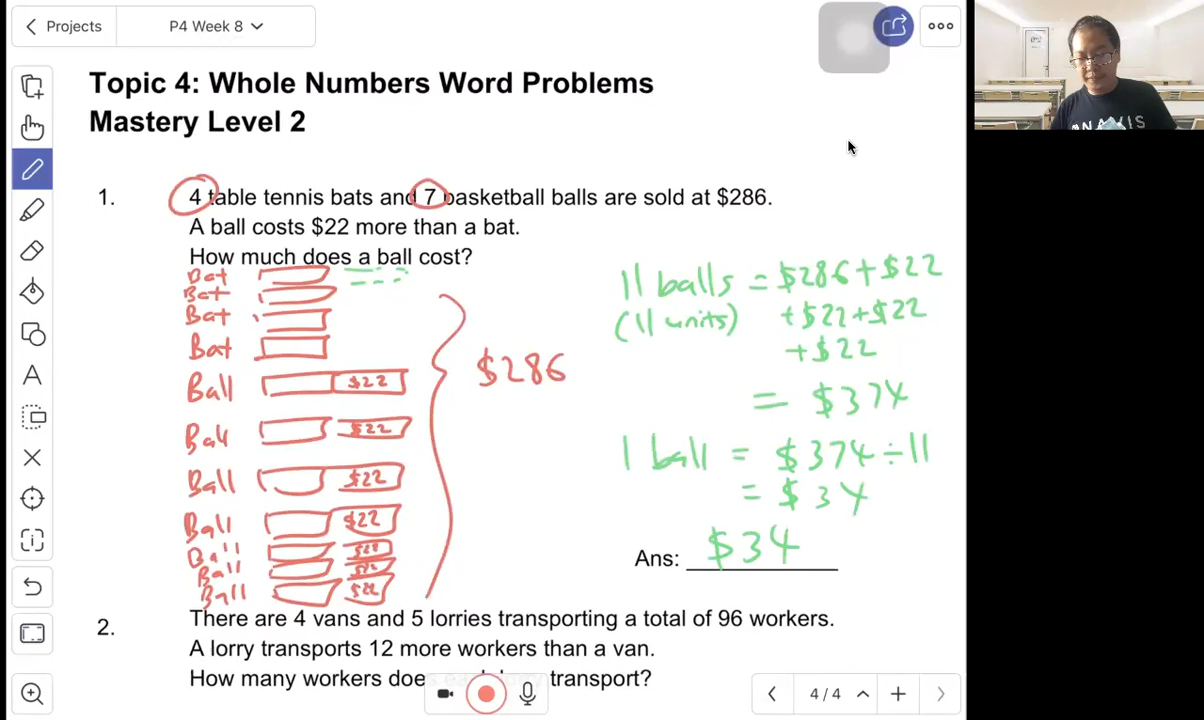 Projects
P4 Week 8
Topic 4: Whole Numbers Word Problems
Mastery Level 2
1.
4 table tennis bats and 7 basketball balls are sold at $286.
A ball costs $22 more than a bat.
How much does a ball cost?
Bat
Bat
Bat
Bat
Ball $22
Ball $22
Ball $22
Ball $22
Ball $22
Ball $22
Ball $22
$286
11 balls = $286 + $22
(11 units) + $22 + $22
+ $22
= $374
1 ball = $374 ÷ 11
= $34
Ans: $34
2.
There are 4 vans and 5 lorries transporting a total of 96 workers.
A lorry transports 12 more workers than a van.
How many workers does transport?
4 / 4